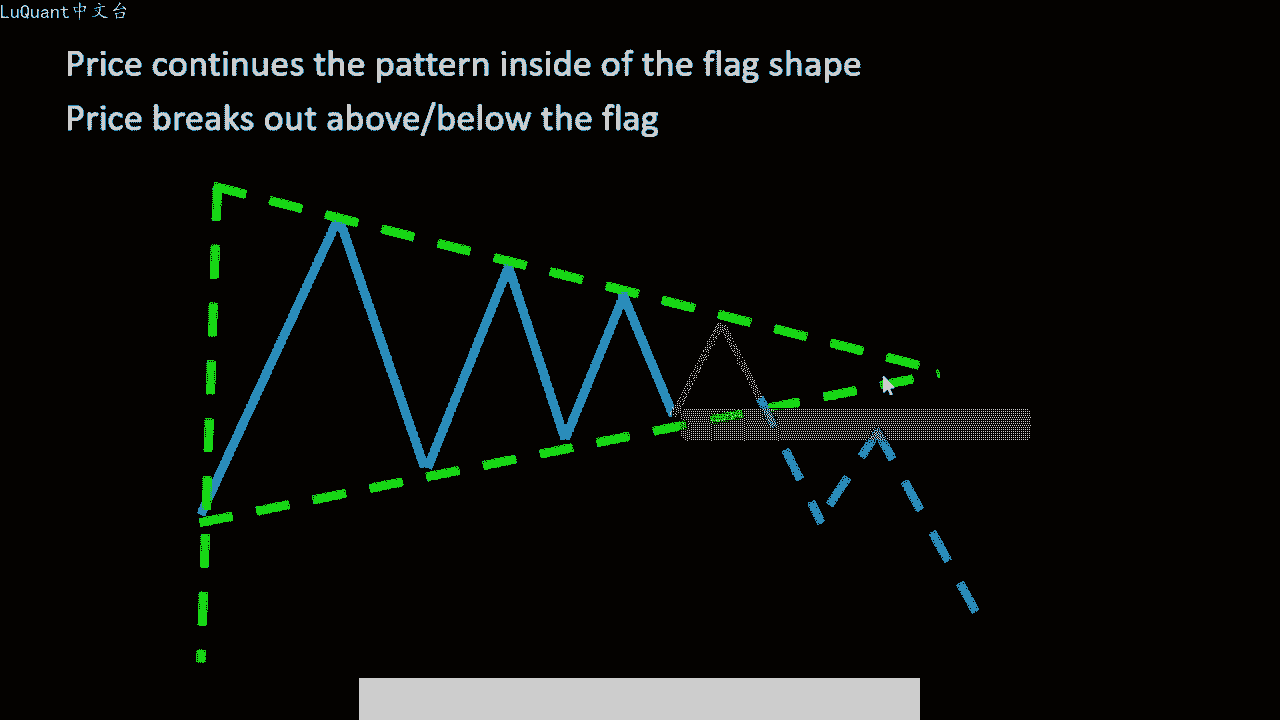 LuQuant中文台
Price continues the pattern inside of the flag shape
Price breaks out above/below the flag